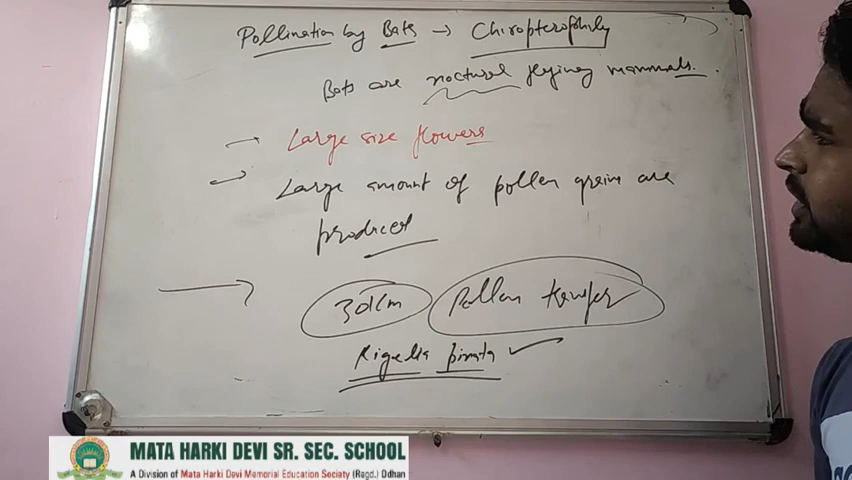 Pollination by Bats → Chiropterophily
Bats are noctural flying mammals.
→ Large size flowers
→ Large amount of pollen grain are
produced
→ 30Km Pollen transfer
Kigelia pinnata ✓
MATA HARKI DEVI SR. SEC. SCHOOL
A Division of Mata Harki Devi Memorial Education Society (Regd.) Odhan